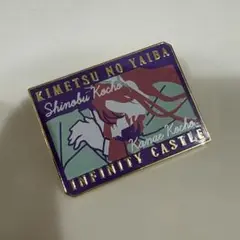 KIMETSU NO YAIBA
Shinobu Kocho
Kanae Kocho
INFINITY CASTLE